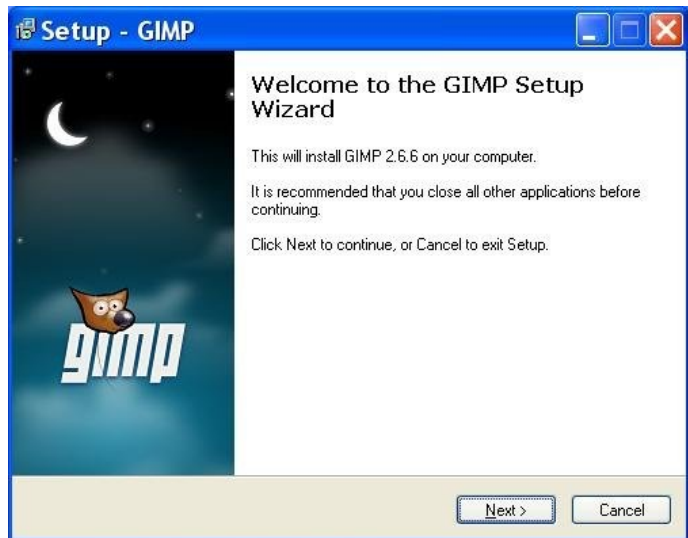 Setup - GIMP
Welcome to the GIMP Setup
Wizard
This will install GIMP 2.6.6 on your computer.
It is recommended that you close all other applications before
continuing.
Click Next to continue, or Cancel to exit Setup.
gimp
Next >
Cancel